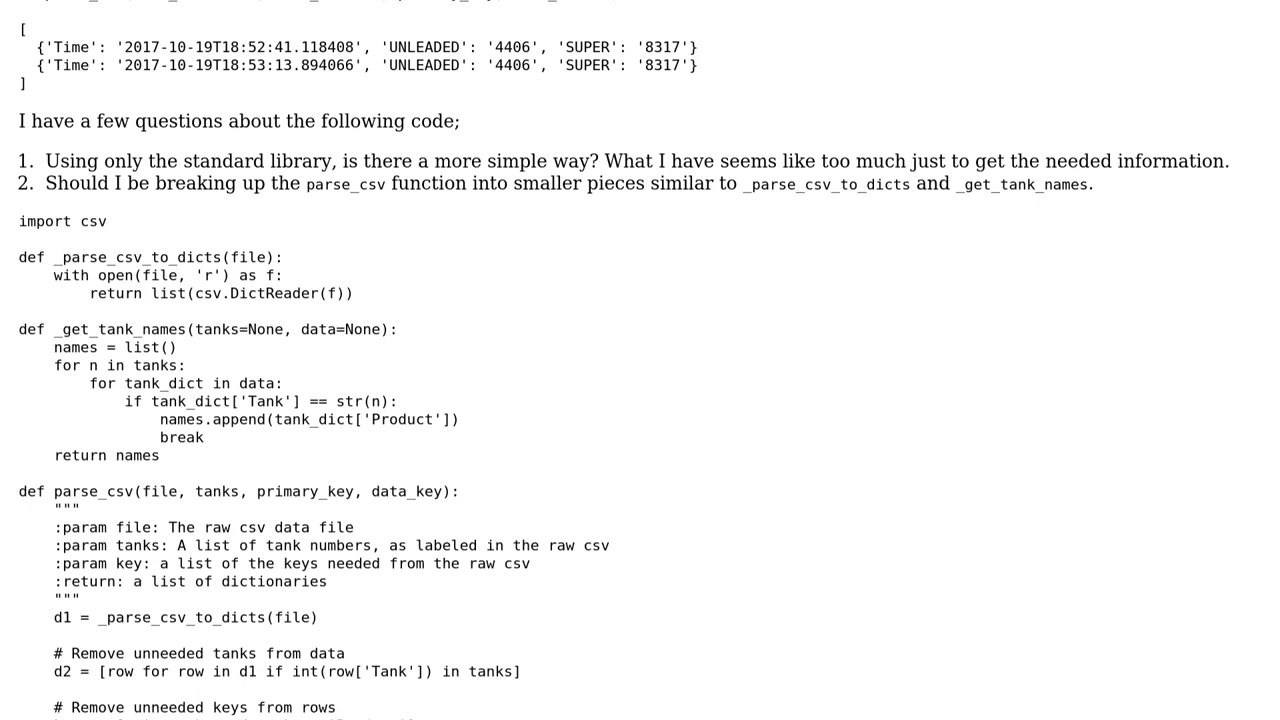 [
  {'Time': '2017-10-19T18:52:41.118408', 'UNLEADED': '4406', 'SUPER': '8317'}
  {'Time': '2017-10-19T18:53:13.894066', 'UNLEADED': '4406', 'SUPER': '8317'}
]
I have a few questions about the following code;
1. Using only the standard library, is there a more simple way? What I have seems like too much just to get the needed information.
2. Should I be breaking up the parse_csv function into smaller pieces similar to _parse_csv_to_dicts and _get_tank_names.
import csv
def _parse_csv_to_dicts(file):
    with open(file, 'r') as f:
        return list(csv.DictReader(f))
def _get_tank_names(tanks=None, data=None):
    names = list()
    for n in tanks:
        for tank_dict in data:
            if tank_dict['Tank'] == str(n):
                names.append(tank_dict['Product'])
                break
    return names
def parse_csv(file, tanks, primary_key, data_key):
    """
    :param file: The raw csv data file
    :param tanks: A list of tank numbers, as labeled in the raw csv
    :param key: a list of the keys needed from the raw csv
    :return: a list of dictionaries
    """
    d1 = _parse_csv_to_dicts(file)
    # Remove unneeded tanks from data
    d2 = [row for row in d1 if int(row['Tank']) in tanks]
    # Remove unneeded keys from rows